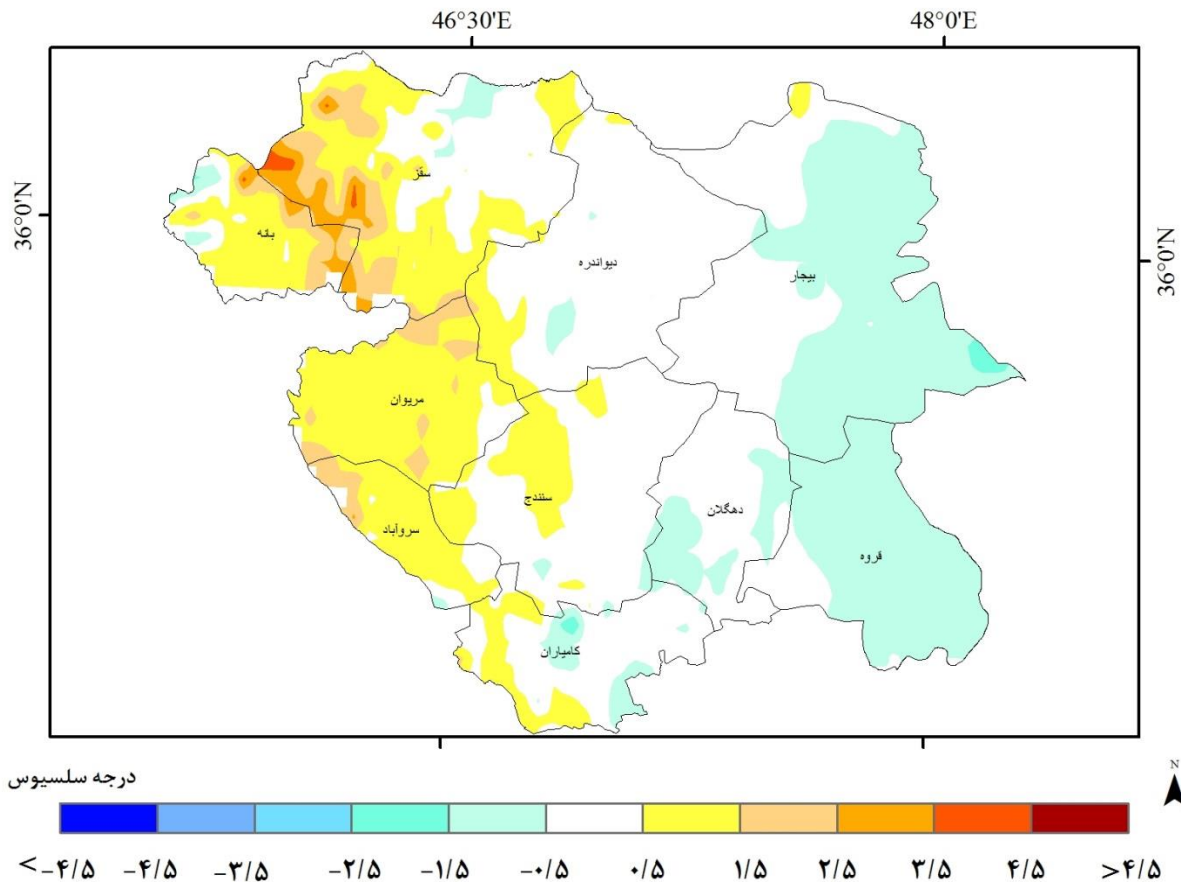 46°30'E 48°0'E
36°0'N
36°0'N
سقز
بانه
دیواندره
بیجار
مریوان
سنندج
دهگلان
سروآباد
قروه
کامیاران
درجه سلسیوس
N
<-۴/۵ -۴/۵ -۳/۵ -۲/۵ -۱/۵ -۰/۵ ۰/۵ ۱/۵ ۲/۵ ۳/۵ ۴/۵ >۴/۵